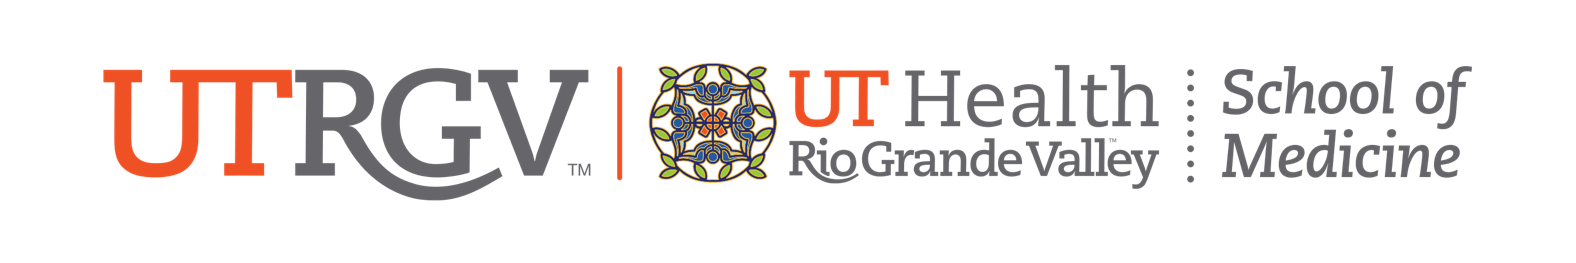 UTRGV™
UT Health
Rio Grande Valley™
School of
Medicine